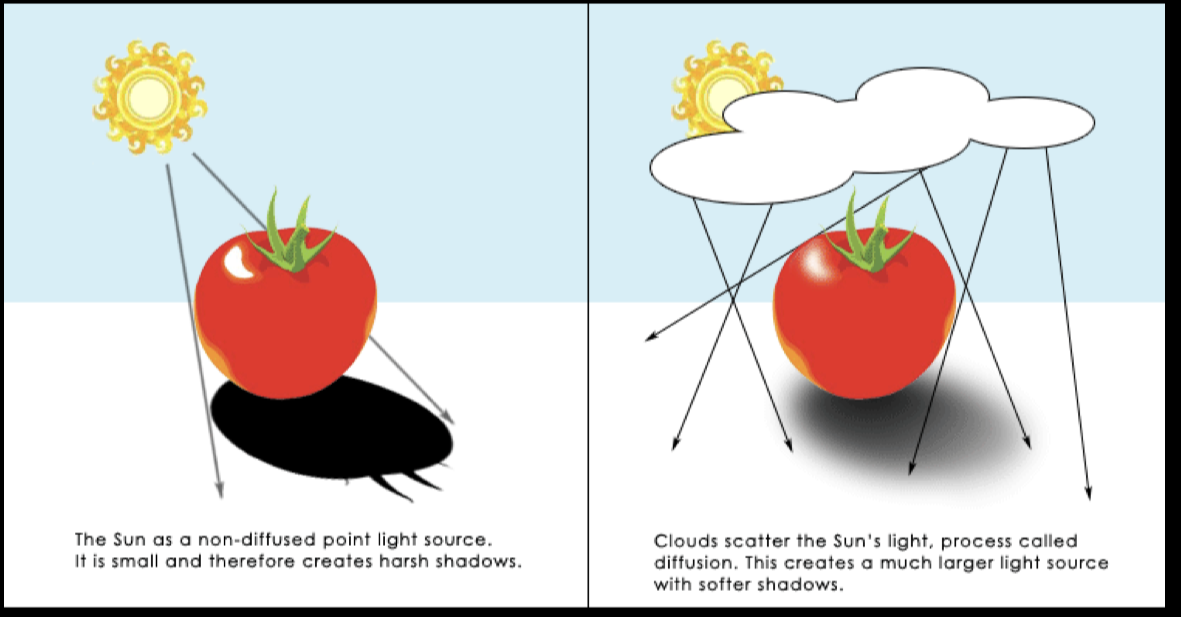 The Sun as a non-diffused point light source.
It is small and therefore creates harsh shadows.
Clouds scatter the Sun's light, process called
diffusion. This creates a much larger light source
with softer shadows.